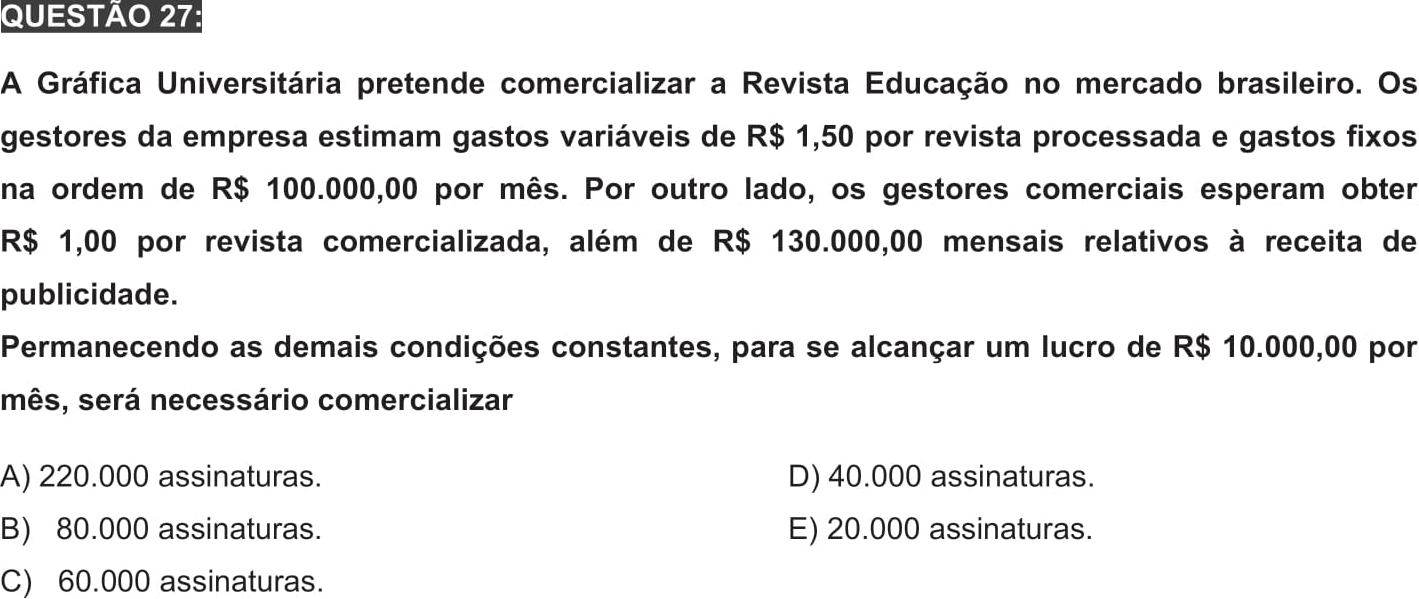 QUESTÃO 27:
A Gráfica Universitária pretende comercializar a Revista Educação no mercado brasileiro. Os
gestores da empresa estimam gastos variáveis de R$ 1,50 por revista processada e gastos fixos
na ordem de R$ 100.000,00 por mês. Por outro lado, os gestores comerciais esperam obter
R$ 1,00 por revista comercializada, além de R$ 130.000,00 mensais relativos à receita de
publicidade.
Permanecendo as demais condições constantes, para se alcançar um lucro de R$ 10.000,00 por
mês, será necessário comercializar
A) 220.000 assinaturas.
B) 80.000 assinaturas.
C) 60.000 assinaturas.
D) 40.000 assinaturas.
E) 20.000 assinaturas.